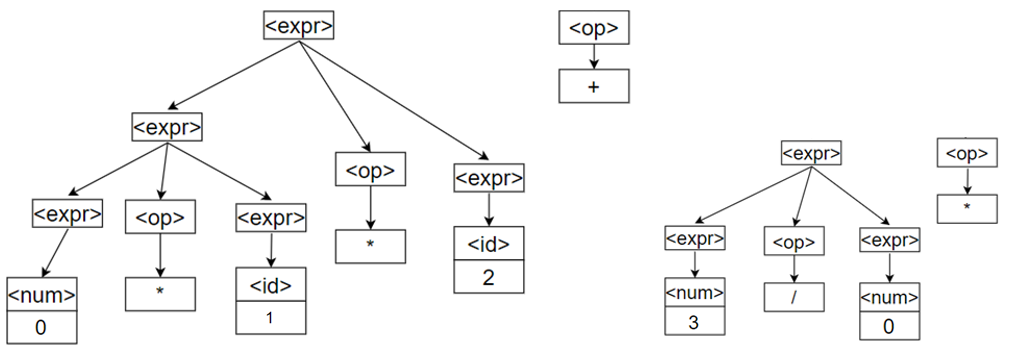 <expr>
<op>
+
<expr>
<op>
<expr>
<expr>
<op>
<expr>
*
<id>
2
<num>
0
*
<id>
1
<expr>
<op>
*
<expr>
<op>
<expr>
<num>
3
/
<num>
0